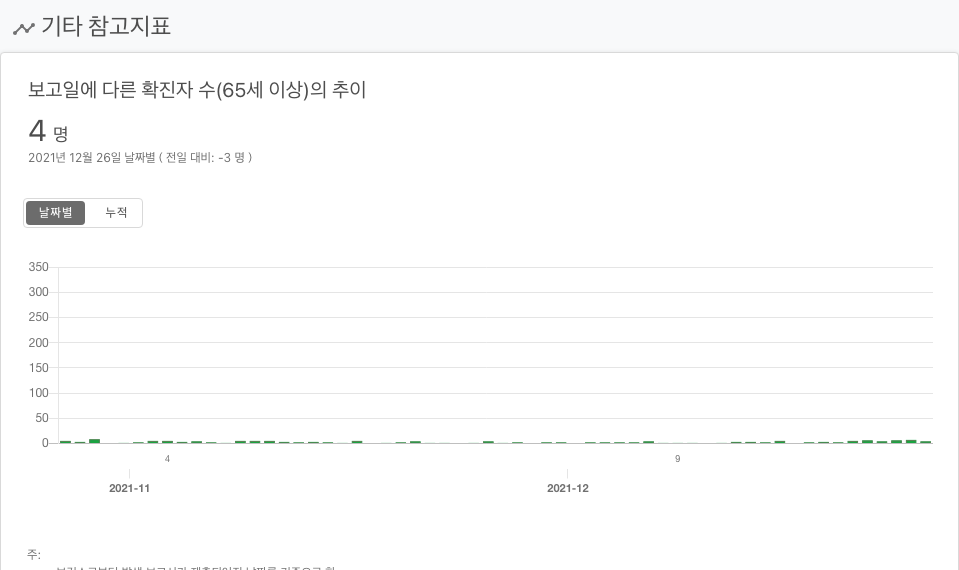 기타 참고지표
보고일에 다른 확진자 수(65세 이상)의 추이
4 명
2021년 12월 26일 날짜별 ( 전일 대비: -3 명 )
날짜별 누적
350
300
250
200
150
100
50
0
4 9
2021-11 2021-12
주: